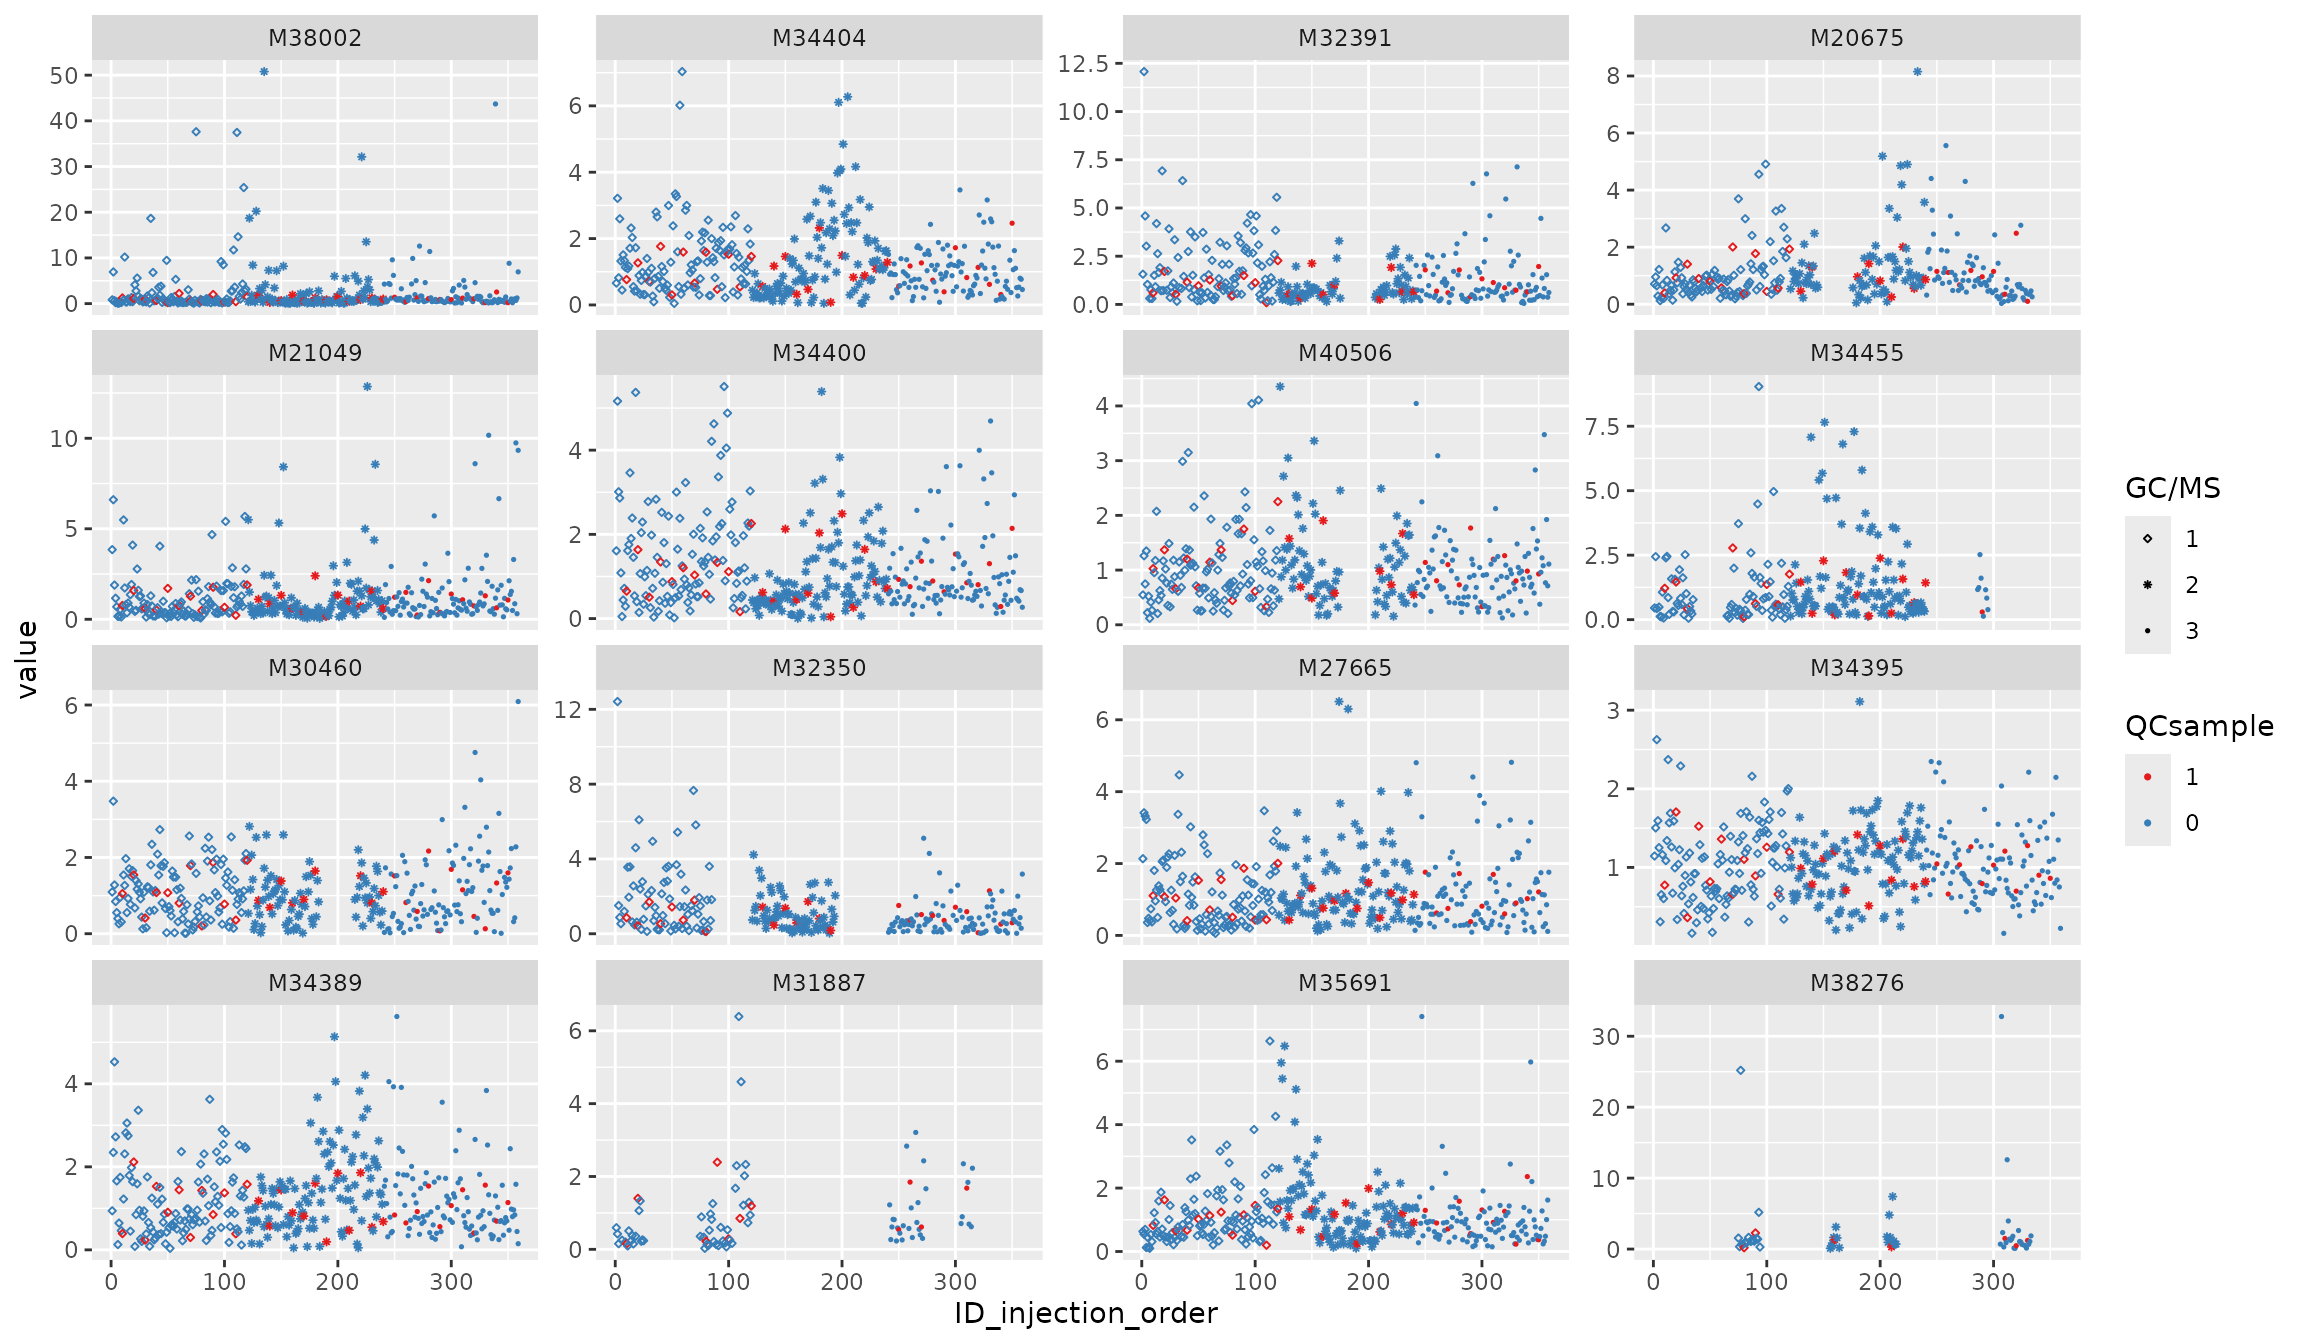 M38002 M34404 M32391 M20675
50 40 30 20 10 0
6 4 2 0
12.5 10.0 7.5 5.0 2.5 0.0
8 6 4 2 0
M21049 M34400 M40506 M34455
10 5 0
4 2 0
4 3 2 1 0
7.5 5.0 2.5 0.0
M30460 M32350 M27665 M34395
6 4 2 0
12 8 4 0
6 4 2 0
3 2 1
M34389 M31887 M35691 M38276
4 2 0
6 4 2 0
6 4 2 0
30 20 10 0
0 100 200 300 0 100 200 300 0 100 200 300 0 100 200 300
ID_injection_order
value
GC/MS
1
2
3
QCsample
1
0